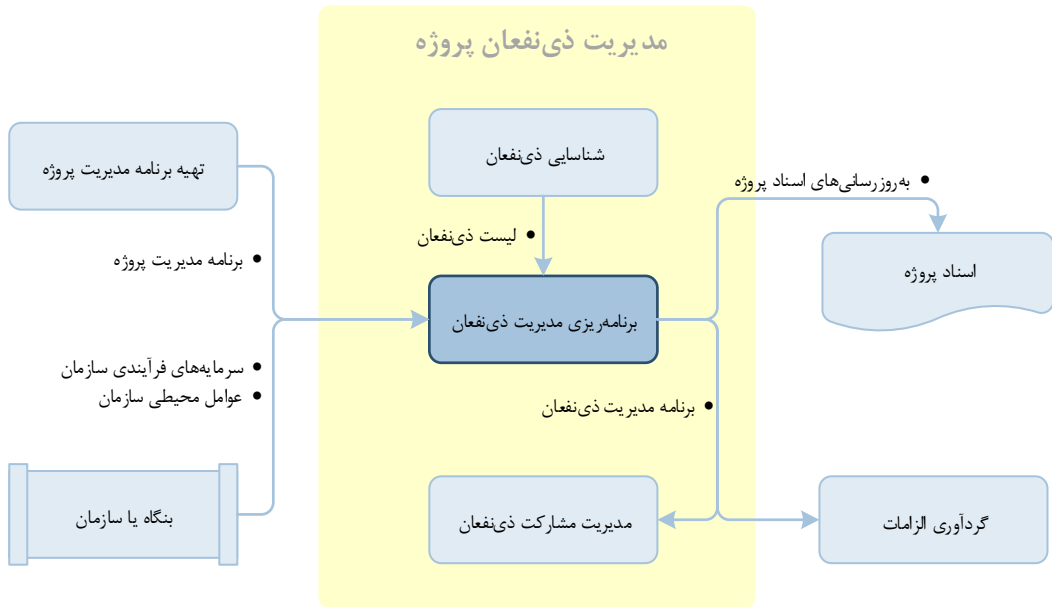 مدیریت ذی‌نفعان پروژه
شناسایی ذی‌نفعان
تهیه برنامه مدیریت پروژه
• به‌روزرسانی‌های اسناد پروژه
• لیست ذی‌نفعان
• برنامه مدیریت پروژه
اسناد پروژه
برنامه‌ریزی مدیریت ذی‌نفعان
• سرمایه‌های فرآیندی سازمان
• عوامل محیطی سازمان
• برنامه مدیریت ذی‌نفعان
بنگاه یا سازمان
مدیریت مشارکت ذی‌نفعان
گردآوری الزامات